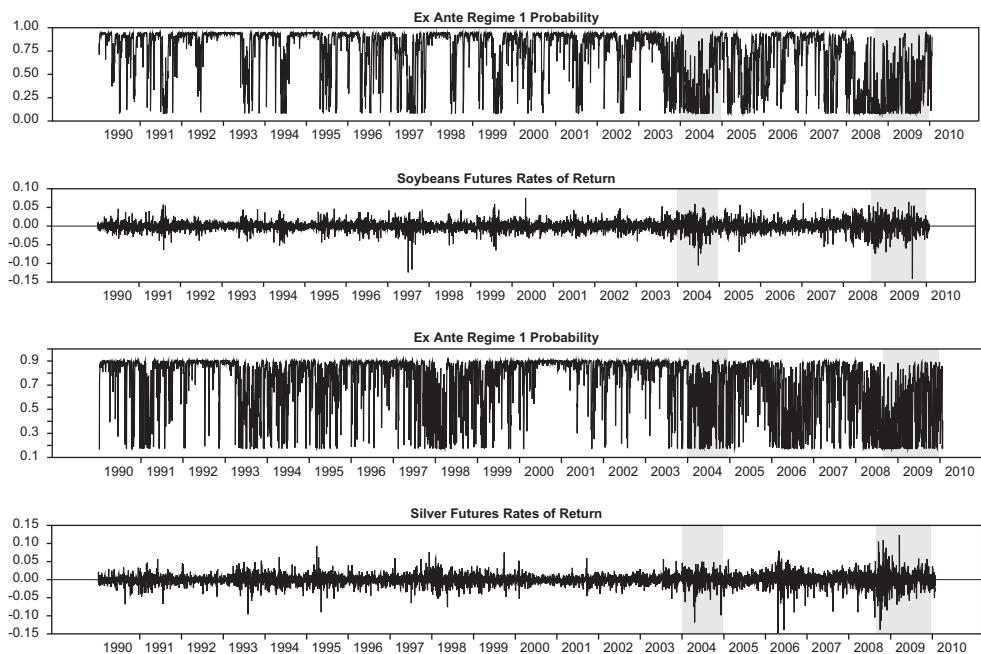 Ex Ante Regime 1 Probability
1.00
0.75
0.50
0.25
0.00
1990 1991 1992 1993 1994 1995 1996 1997 1998 1999 2000 2001 2002 2003 2004 2005 2006 2007 2008 2009 2010
Soybeans Futures Rates of Return
0.10
0.05
0.00
-0.05
-0.10
-0.15
1990 1991 1992 1993 1994 1995 1996 1997 1998 1999 2000 2001 2002 2003 2004 2005 2006 2007 2008 2009 2010
Ex Ante Regime 1 Probability
0.9
0.7
0.5
0.3
0.1
1990 1991 1992 1993 1994 1995 1996 1997 1998 1999 2000 2001 2002 2003 2004 2005 2006 2007 2008 2009 2010
Silver Futures Rates of Return
0.15
0.10
0.05
0.00
-0.05
-0.10
-0.15
1990 1991 1992 1993 1994 1995 1996 1997 1998 1999 2000 2001 2002 2003 2004 2005 2006 2007 2008 2009 2010